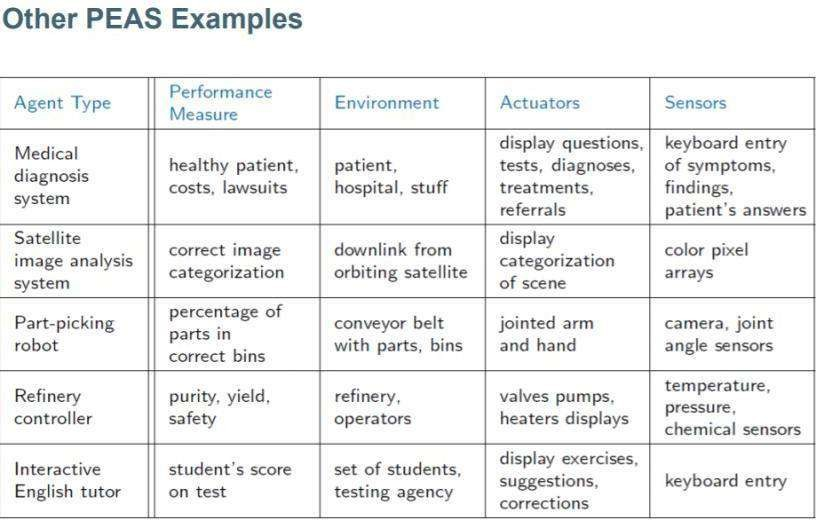 Other PEAS Examples
Agent Type
Performance
Measure
Environment
Actuators
Sensors
Medical
diagnosis
system
healthy patient,
costs, lawsuits
patient,
hospital, stuff
display questions,
tests, diagnoses,
treatments,
referrals
keyboard entry
of symptoms,
findings,
patient's answers
Satellite
image analysis
system
correct image
categorization
downlink from
orbiting satellite
display
categorization
of scene
color pixel
arrays
Part-picking
robot
percentage of
parts in
correct bins
conveyor belt
with parts, bins
jointed arm
and hand
camera, joint
angle sensors
Refinery
controller
purity, yield,
safety
refinery,
operators
valves pumps,
heaters displays
temperature,
pressure,
chemical sensors
Interactive
English tutor
student's score
on test
set of students,
testing agency
display exercises,
suggestions,
corrections
keyboard entry